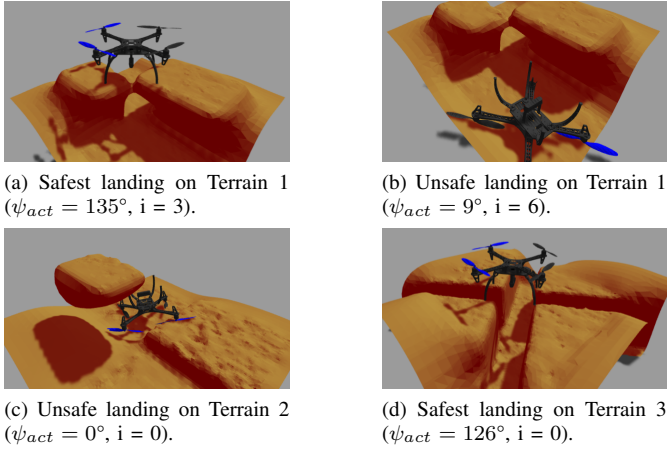 (a) Safest landing on Terrain 1
(ψ_act = 135°, i = 3).
(b) Unsafe landing on Terrain 1
(ψ_act = 9°, i = 6).
(c) Unsafe landing on Terrain 2
(ψ_act = 0°, i = 0).
(d) Safest landing on Terrain 3
(ψ_act = 126°, i = 0).